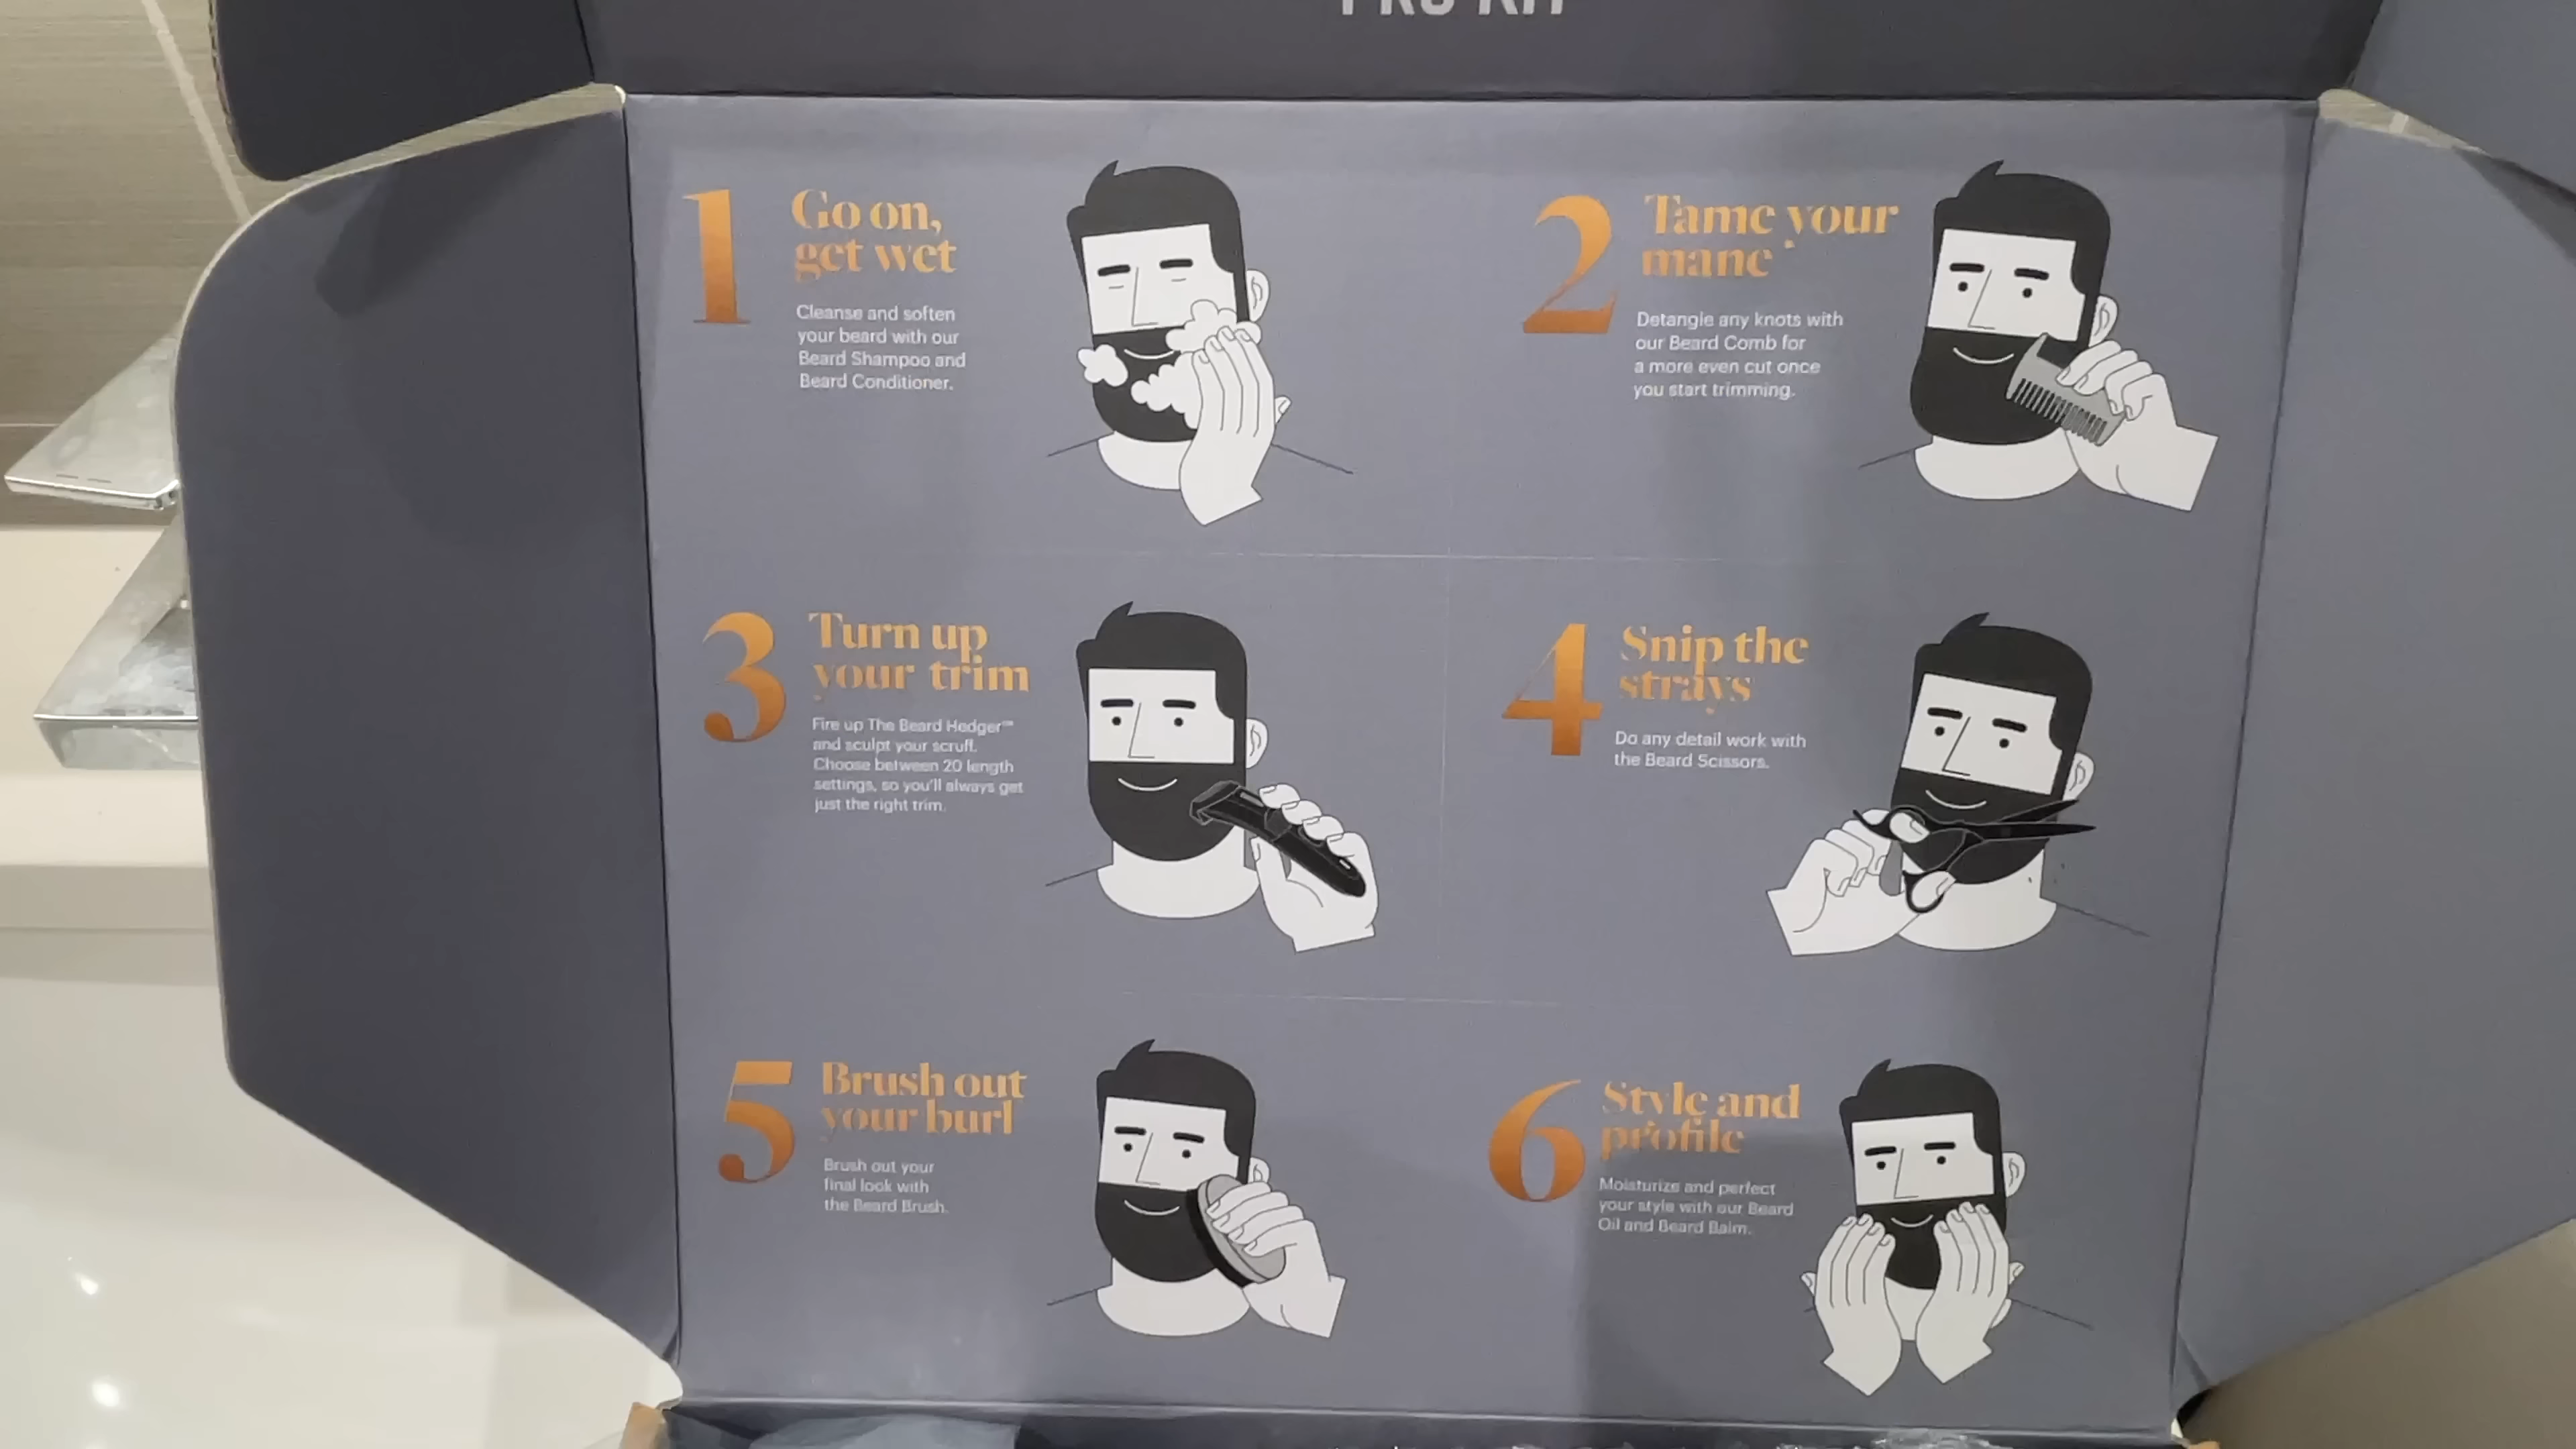 PRO KIT
1
Go on,
get wet
Cleanse and soften
your beard with our
Beard Shampoo and
Beard Conditioner.
2
Tame your
mane
Detangle any knots with
our Beard Comb for
a more even cut once
you start trimming.
3
Turn up
your trim
Fire up The Beard Hedger™
and sculpt your scruff.
Choose between 20 length
settings, so you'll always get
just the right trim.
4
Snip the
strays
Do any detail work with
the Beard Scissors.
5
Brush out
your burl
Brush out your
final look with
the Beard Brush.
6
Style and
profile
Moisturize and perfect
your style with our Beard
Oil and Beard Balm.